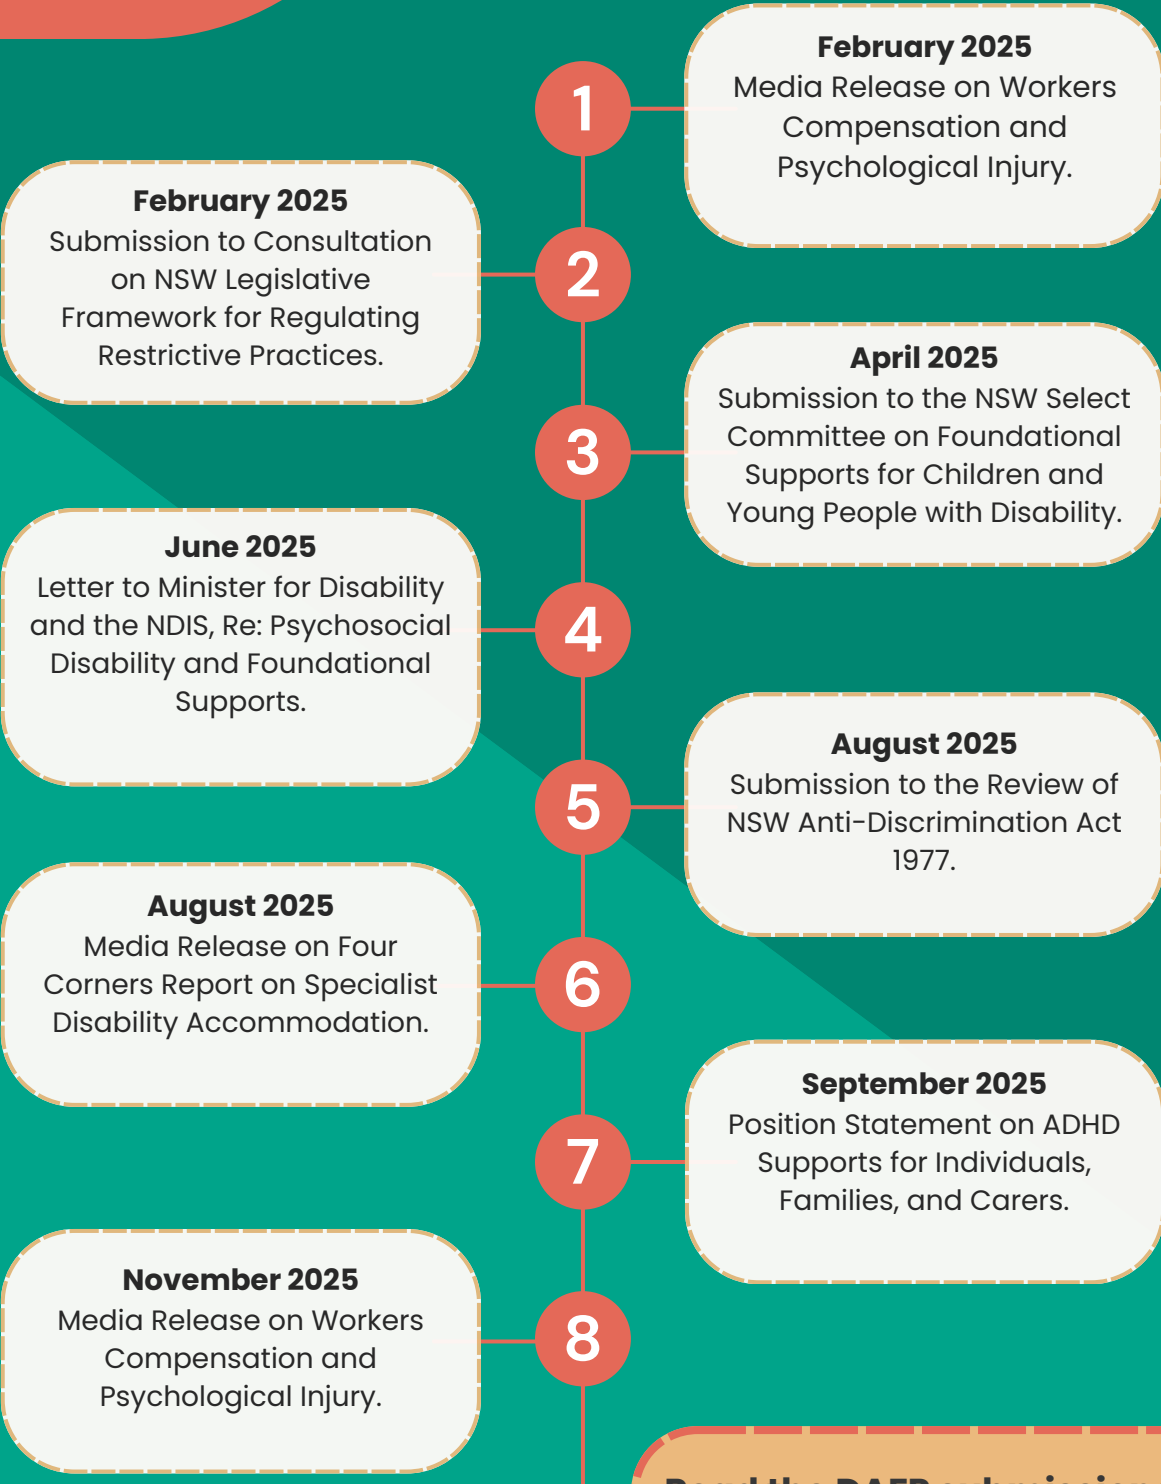 1
February 2025
Media Release on Workers
Compensation and
Psychological Injury.
2
February 2025
Submission to Consultation
on NSW Legislative
Framework for Regulating
Restrictive Practices.
3
April 2025
Submission to the NSW Select
Committee on Foundational
Supports for Children and
Young People with Disability.
4
June 2025
Letter to Minister for Disability
and the NDIS, Re: Psychosocial
Disability and Foundational
Supports.
5
August 2025
Submission to the Review of
NSW Anti-Discrimination Act
1977.
6
August 2025
Media Release on Four
Corners Report on Specialist
Disability Accommodation.
7
September 2025
Position Statement on ADHD
Supports for Individuals,
Families, and Carers.
8
November 2025
Media Release on Workers
Compensation and
Psychological Injury.
Read the